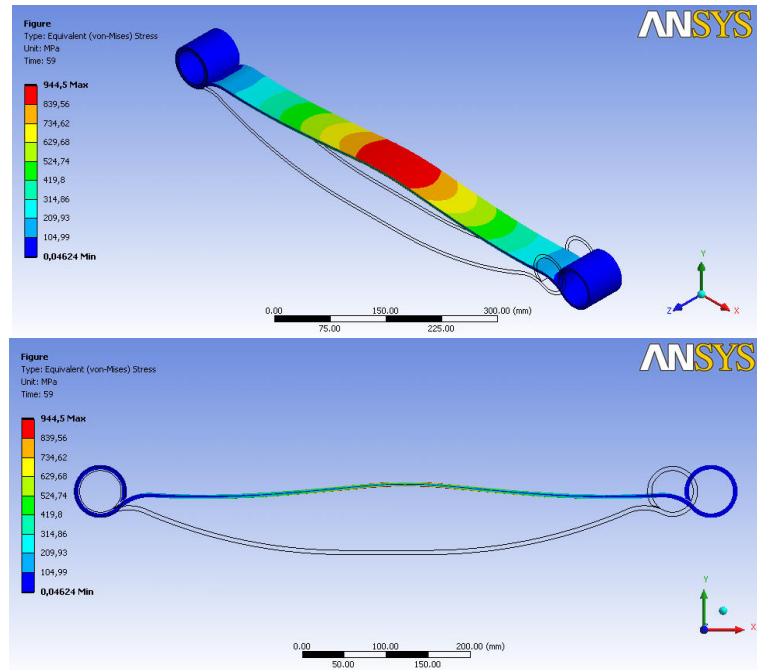 Figure
Type: Equivalent (von-Mises) Stress
Unit: MPa
Time: 59
944,5 Max
839,56
734,62
629,68
524,74
419,8
314,86
209,93
104,99
0,04624 Min
ANSYS
0.00 150.00 300.00 (mm)
75.00 225.00
Y
Z X
Figure
Type: Equivalent (von-Mises) Stress
Unit: MPa
Time: 59
944,5 Max
839,56
734,62
629,68
524,74
419,8
314,86
209,93
104,99
0,04624 Min
ANSYS
0.00 100.00 200.00 (mm)
50.00 150.00
Y
X